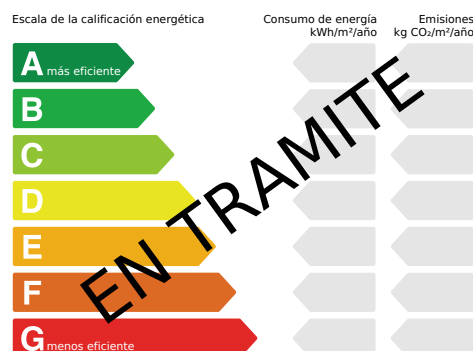 Escala de la calificación energética
Consumo de energía
kWh/m²/año
Emisiones
kg CO₂/m²/año
A más eficiente
B
C
D
E
F
G menos eficiente
EN TRAMITE